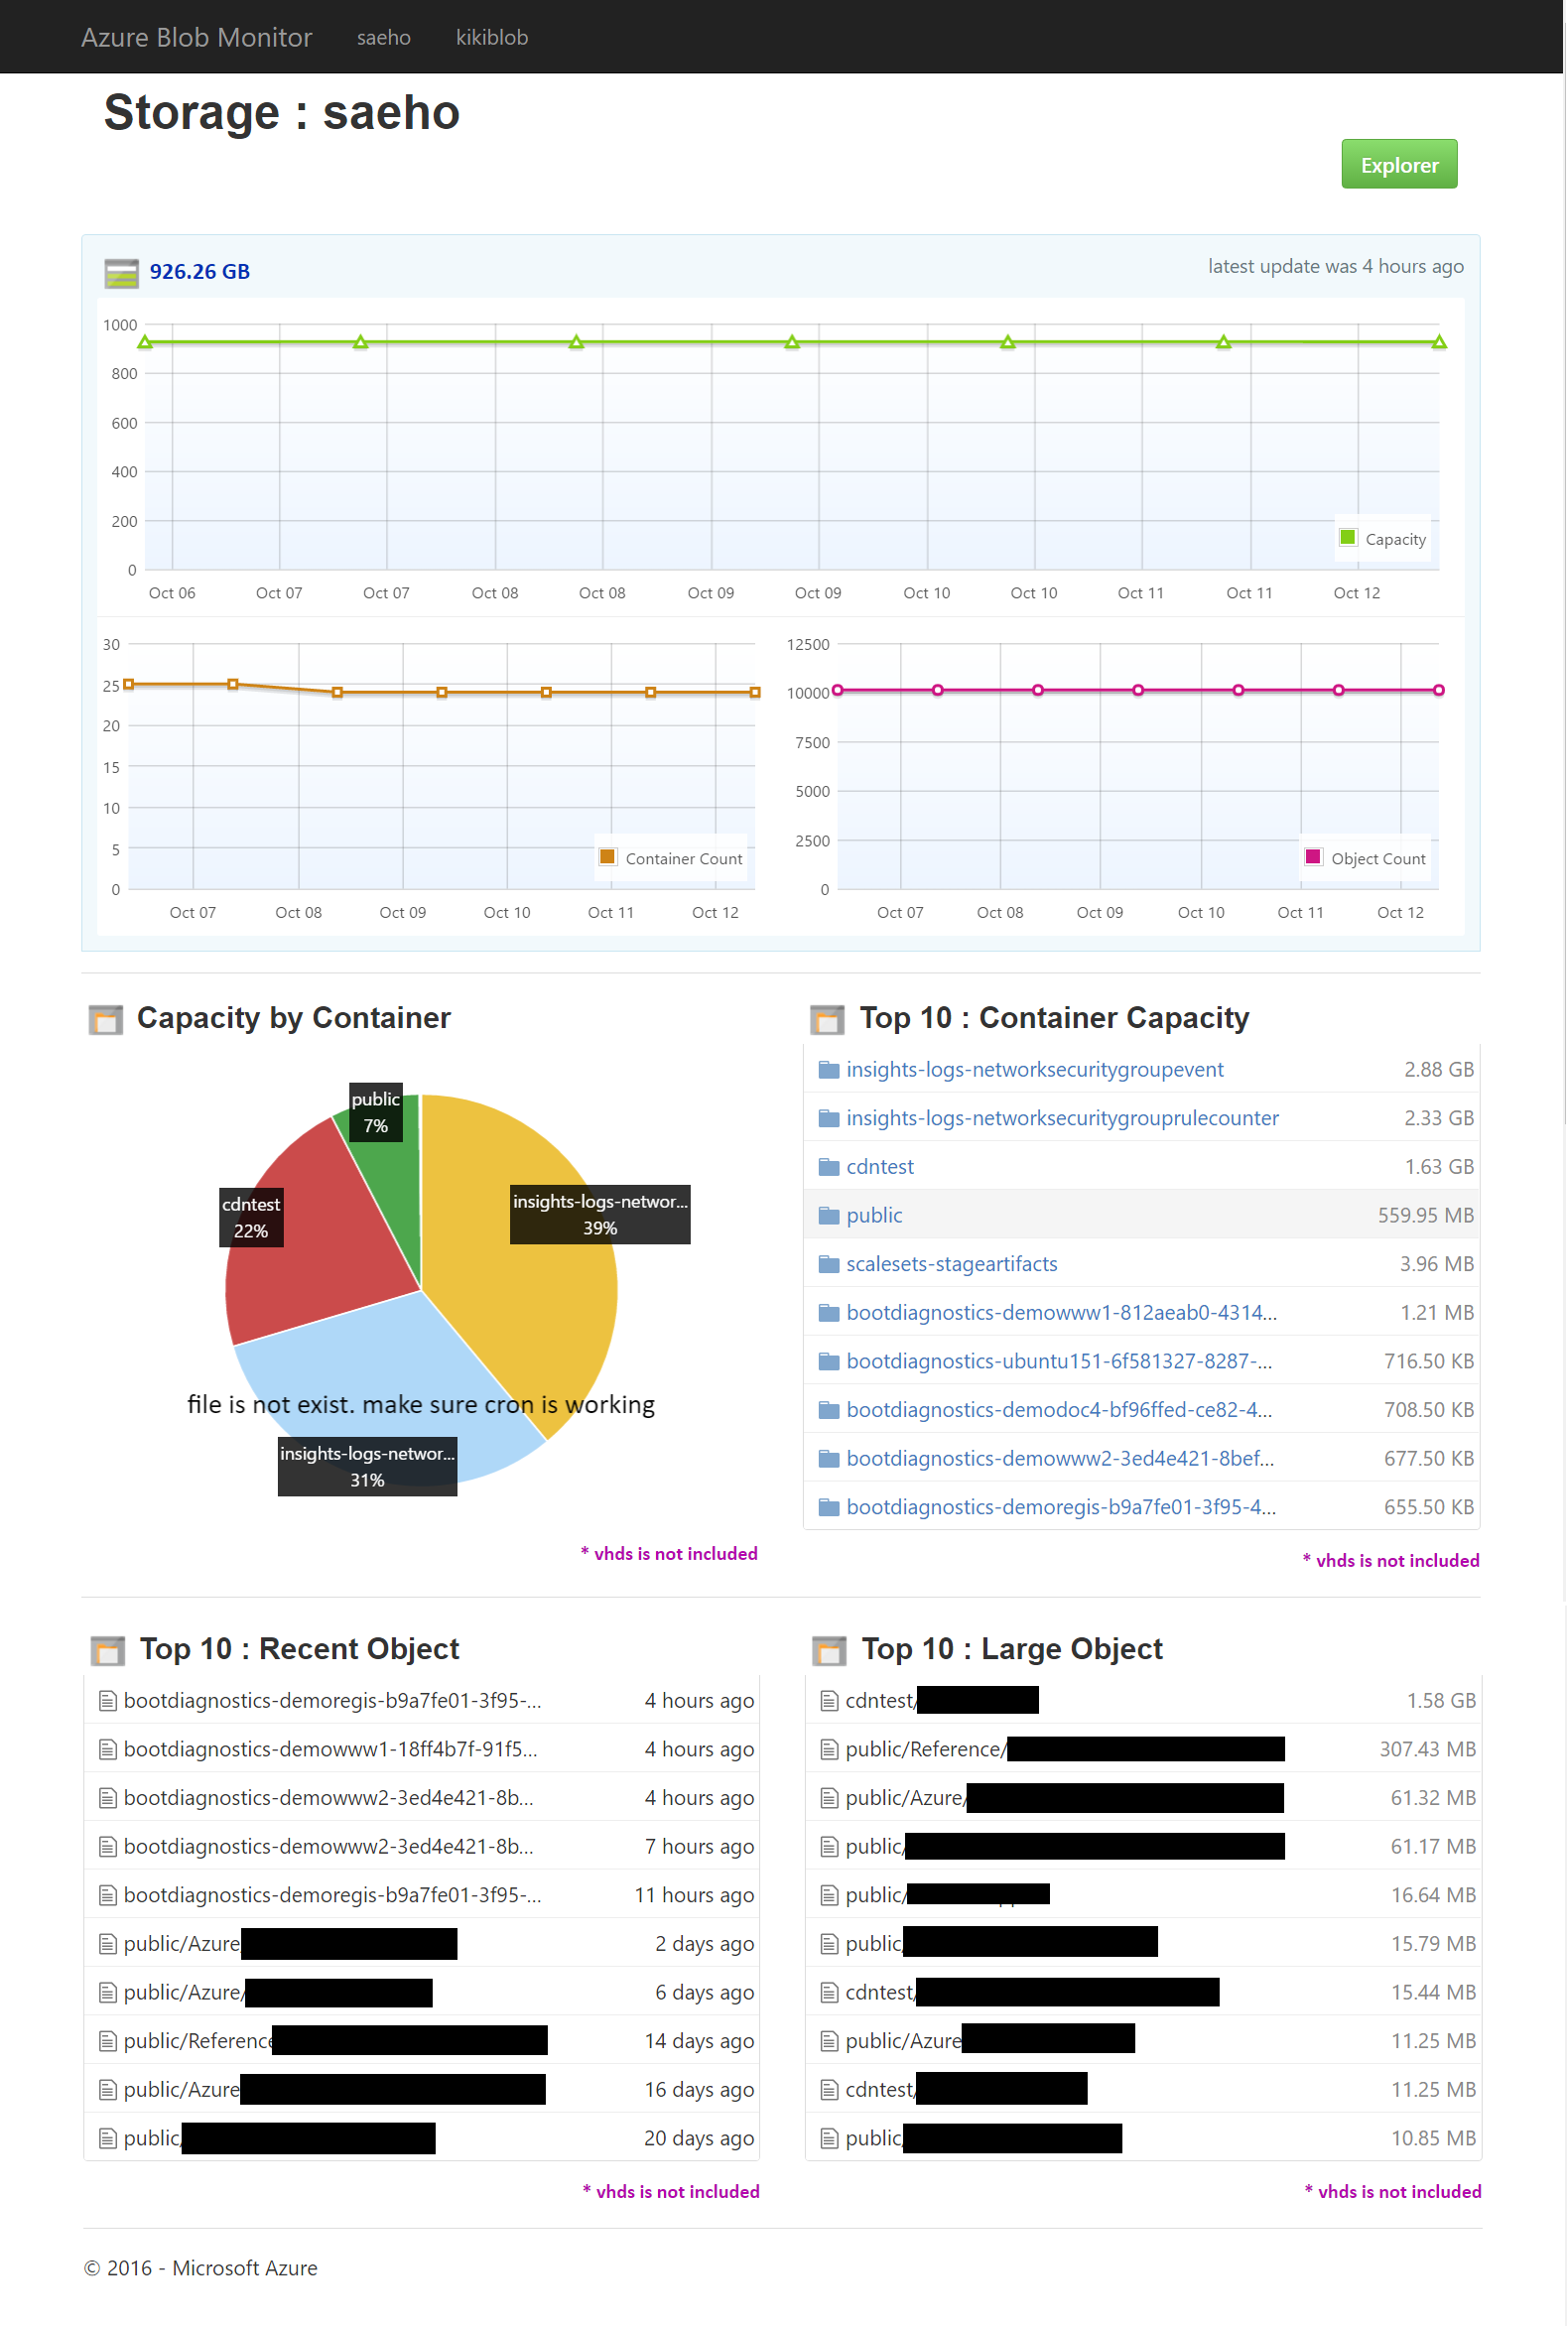 Azure Blob Monitor saeho kikiblob
Storage : saeho
Explorer
926.26 GB
latest update was 4 hours ago
1000
800
600
400
200
0
Capacity
Oct 06 Oct 07 Oct 07 Oct 08 Oct 08 Oct 09 Oct 09 Oct 10 Oct 10 Oct 11 Oct 11 Oct 12
30
25
20
15
10
5
0
Container Count
Oct 07 Oct 08 Oct 09 Oct 10 Oct 11 Oct 12
12500
10000
7500
5000
2500
0
Object Count
Oct 07 Oct 08 Oct 09 Oct 10 Oct 11 Oct 12
Capacity by Container
public
7%
cdntest
22%
insights-logs-networ...
39%
file is not exist. make sure cron is working
insights-logs-networ...
31%
* vhds is not included
Top 10 : Container Capacity
insights-logs-networksecuritygroupevent 2.88 GB
insights-logs-networksecuritygrouprulecounter 2.33 GB
cdntest 1.63 GB
public 559.95 MB
scalesets-stageartifacts 3.96 MB
bootdiagnostics-demowww1-812aeab0-4314... 1.21 MB
bootdiagnostics-ubuntu151-6f581327-8287-... 716.50 KB
bootdiagnostics-demodoc4-bf96ffed-ce82-4... 708.50 KB
bootdiagnostics-demowww2-3ed4e421-8bef... 677.50 KB
bootdiagnostics-demoregis-b9a7fe01-3f95-4... 655.50 KB
* vhds is not included
Top 10 : Recent Object
bootdiagnostics-demoregis-b9a7fe01-3f95-... 4 hours ago
bootdiagnostics-demowww1-18ff4b7f-91f5... 4 hours ago
bootdiagnostics-demowww2-3ed4e421-8b... 4 hours ago
bootdiagnostics-demowww2-3ed4e421-8b... 7 hours ago
bootdiagnostics-demoregis-b9a7fe01-3f95-... 11 hours ago
public/Azure 2 days ago
public/Azure/ 6 days ago
public/Reference 14 days ago
public/Azure 16 days ago
public/ 20 days ago
* vhds is not included
Top 10 : Large Object
cdntest/ 1.58 GB
public/Reference/ 307.43 MB
public/Azure/ 61.32 MB
public/ 61.17 MB
public/ 16.64 MB
public/ 15.79 MB
cdntest/ 15.44 MB
public/Azure 11.25 MB
cdntest/ 11.25 MB
public/ 10.85 MB
* vhds is not included
© 2016 - Microsoft Azure